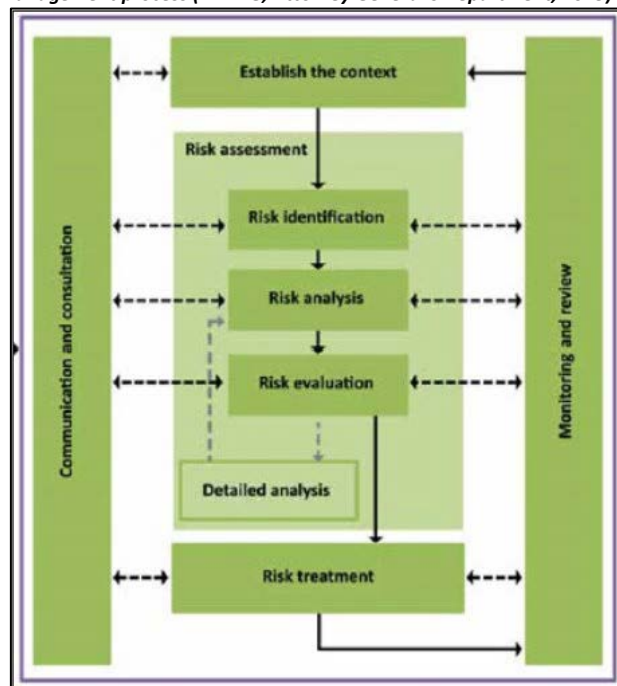 Establish the context
Risk assessment
Risk identification
Risk analysis
Risk evaluation
Detailed analysis
Risk treatment
Communication and consultation
Monitoring and review